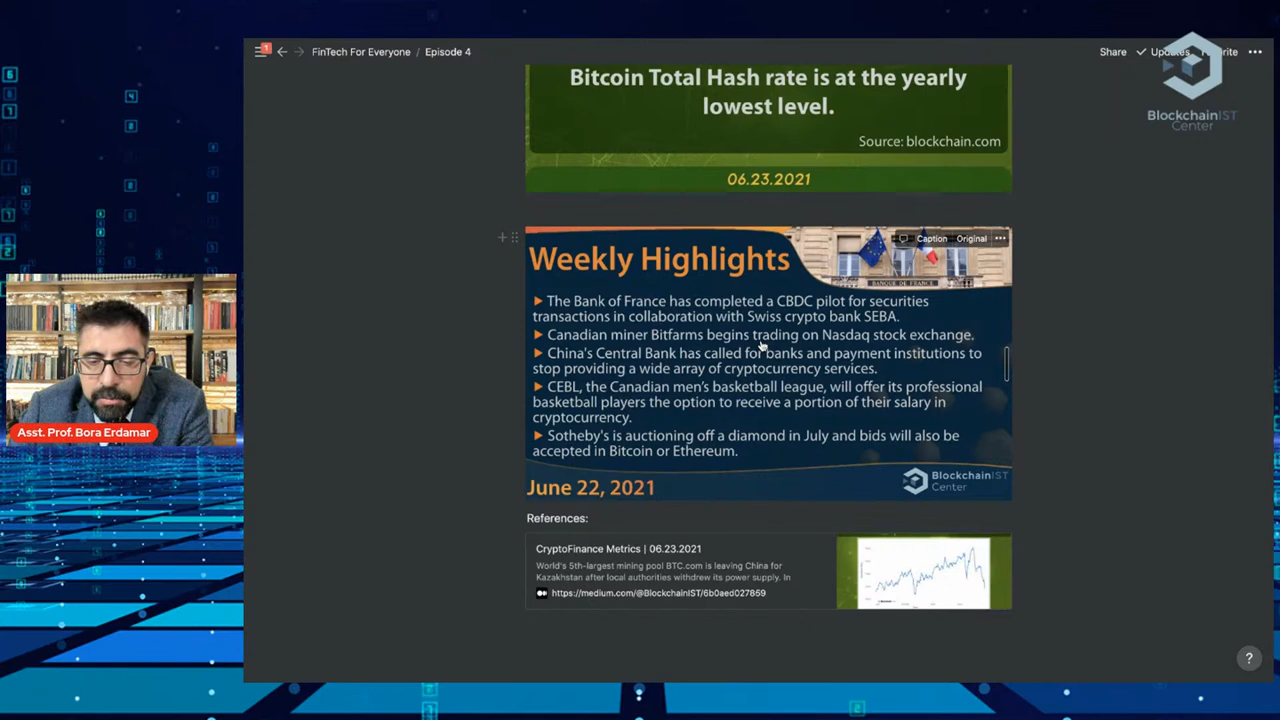 FinTech For Everyone / Episode 4
Share Updates
BlockchainIST
Center
Bitcoin Total Hash rate is at the yearly
lowest level.
Source: blockchain.com
06.23.2021
Caption Original
Weekly Highlights
BANQUE DE FRANCE
The Bank of France has completed a CBDC pilot for securities
transactions in collaboration with Swiss crypto bank SEBA.
Canadian miner Bitfarms begins trading on Nasdaq stock exchange.
China's Central Bank has called for banks and payment institutions to
stop providing a wide array of cryptocurrency services.
CEBL, the Canadian men's basketball league, will offer its professional
basketball players the option to receive a portion of their salary in
cryptocurrency.
Sotheby's is auctioning off a diamond in July and bids will also be
accepted in Bitcoin or Ethereum.
June 22, 2021
BlockchainIST
Center
Asst. Prof. Bora Erdamar
References:
CryptoFinance Metrics | 06.23.2021
World's 5th-largest mining pool BTC.com is leaving China for
Kazakhstan after local authorities withdrew its power supply. In
https://medium.com/@BlockchainIST/6b0aed027859
?